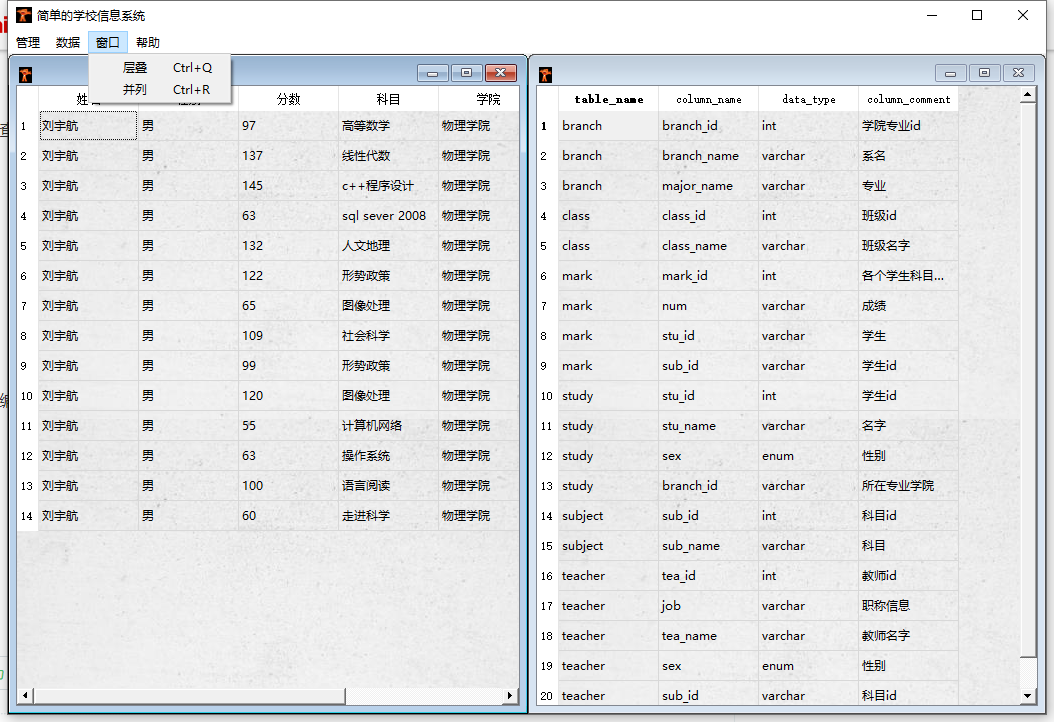 简单的学校信息系统
管理 数据 窗口 帮助
层叠 Ctrl+Q
并列 Ctrl+R
分数 科目 学院
1 刘宇航 男 97 高等数学 物理学院
2 刘宇航 男 137 线性代数 物理学院
3 刘宇航 男 145 c++程序设计 物理学院
4 刘宇航 男 63 sql sever 2008 物理学院
5 刘宇航 男 132 人文地理 物理学院
6 刘宇航 男 122 形势政策 物理学院
7 刘宇航 男 65 图像处理 物理学院
8 刘宇航 男 109 社会科学 物理学院
9 刘宇航 男 99 形势政策 物理学院
10 刘宇航 男 120 图像处理 物理学院
11 刘宇航 男 55 计算机网络 物理学院
12 刘宇航 男 63 操作系统 物理学院
13 刘宇航 男 100 语言阅读 物理学院
14 刘宇航 男 60 走进科学 物理学院
table_name column_name data_type column_comment
1 branch branch_id int 学院专业id
2 branch branch_name varchar 系名
3 branch major_name varchar 专业
4 class class_id int 班级id
5 class class_name varchar 班级名字
6 mark mark_id int 各个学生科目...
7 mark num varchar 成绩
8 mark stu_id varchar 学生
9 mark sub_id varchar 学生id
10 study stu_id int 学生id
11 study stu_name varchar 名字
12 study sex enum 性别
13 study branch_id varchar 所在专业学院
14 subject sub_id int 科目id
15 subject sub_name varchar 科目
16 teacher tea_id int 教师id
17 teacher job varchar 职称信息
18 teacher tea_name varchar 教师名字
19 teacher sex enum 性别
20 teacher sub_id varchar 科目id